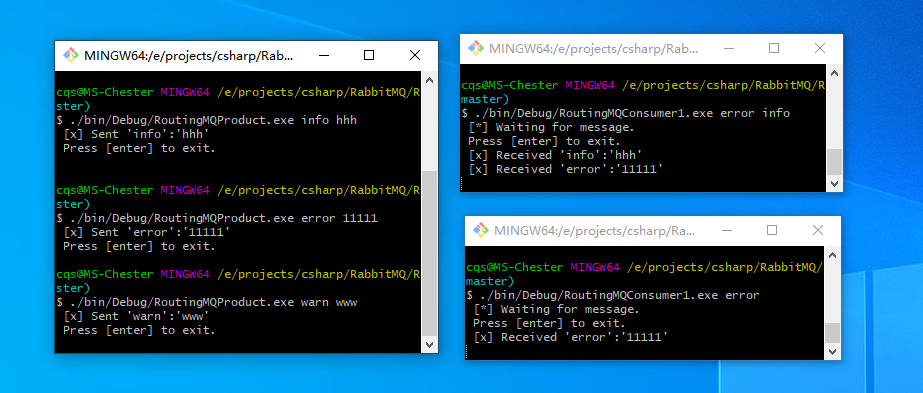 MINGW64:/e/projects/csharp/Rab...
cqs@MS-Chester MINGW64 /e/projects/csharp/RabbitMQ/R
ster)
$ ./bin/Debug/RoutingMQProduct.exe info hhh
[x] Sent 'info':'hhh'
Press [enter] to exit.
cqs@MS-Chester MINGW64 /e/projects/csharp/RabbitMQ/R
ster)
$ ./bin/Debug/RoutingMQProduct.exe error 11111
[x] Sent 'error':'11111'
Press [enter] to exit.
cqs@MS-Chester MINGW64 /e/projects/csharp/RabbitMQ/R
ster)
$ ./bin/Debug/RoutingMQProduct.exe warn www
[x] Sent 'warn':'www'
Press [enter] to exit.
MINGW64:/e/projects/csharp/Rab...
cqs@MS-Chester MINGW64 /e/projects/csharp/RabbitMQ/R
master)
$ ./bin/Debug/RoutingMQConsumer1.exe error info
[*] Waiting for message.
Press [enter] to exit.
[x] Received 'info':'hhh'
[x] Received 'error':'11111'
MINGW64:/e/projects/csharp/Ra...
cqs@MS-Chester MINGW64 /e/projects/csharp/RabbitMQ/
master)
$ ./bin/Debug/RoutingMQConsumer1.exe error
[*] Waiting for message.
Press [enter] to exit.
[x] Received 'error':'11111'